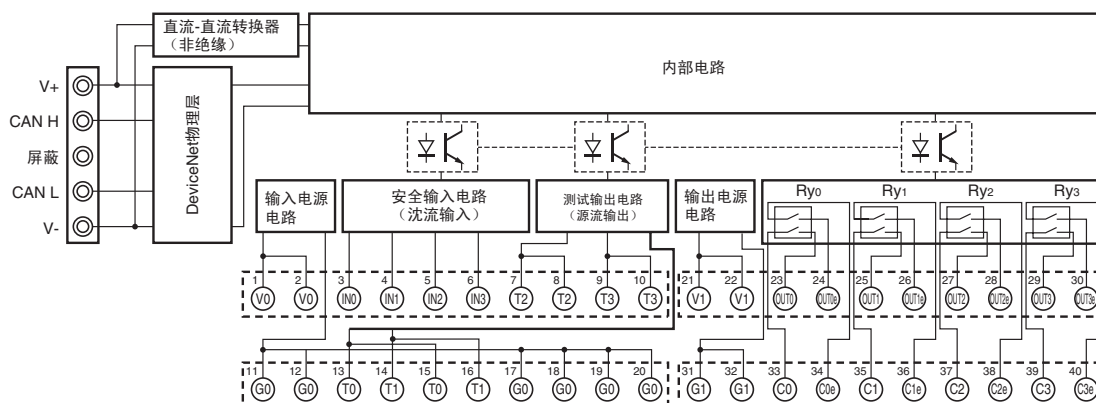 直流-直流转换器
（非绝缘）
内部电路
V+
CAN H
屏蔽
CAN L
V-
DeviceNet物理层
输入电源
电路
安全输入电路
（沈流输入）
测试输出电路
（源流输出）
输出电源
电路
Ry0 Ry1 Ry2 Ry3
1 2 3 4 5 6 7 8 9 10 21 22 23 24 25 26 27 28 29 30
V0 V0 IN0 IN1 IN2 IN3 T2 T2 T3 T3 V1 V1 OUT0 OUT0e OUT1 OUT1e OUT2 OUT2e OUT3 OUT3e
11 12 13 14 15 16 17 18 19 20 31 32 33 34 35 36 37 38 39 40
G0 G0 T0 T1 T0 T1 G0 G0 G0 G0 G1 G1 C0 C0e C1 C1e C2 C2e C3 C3e